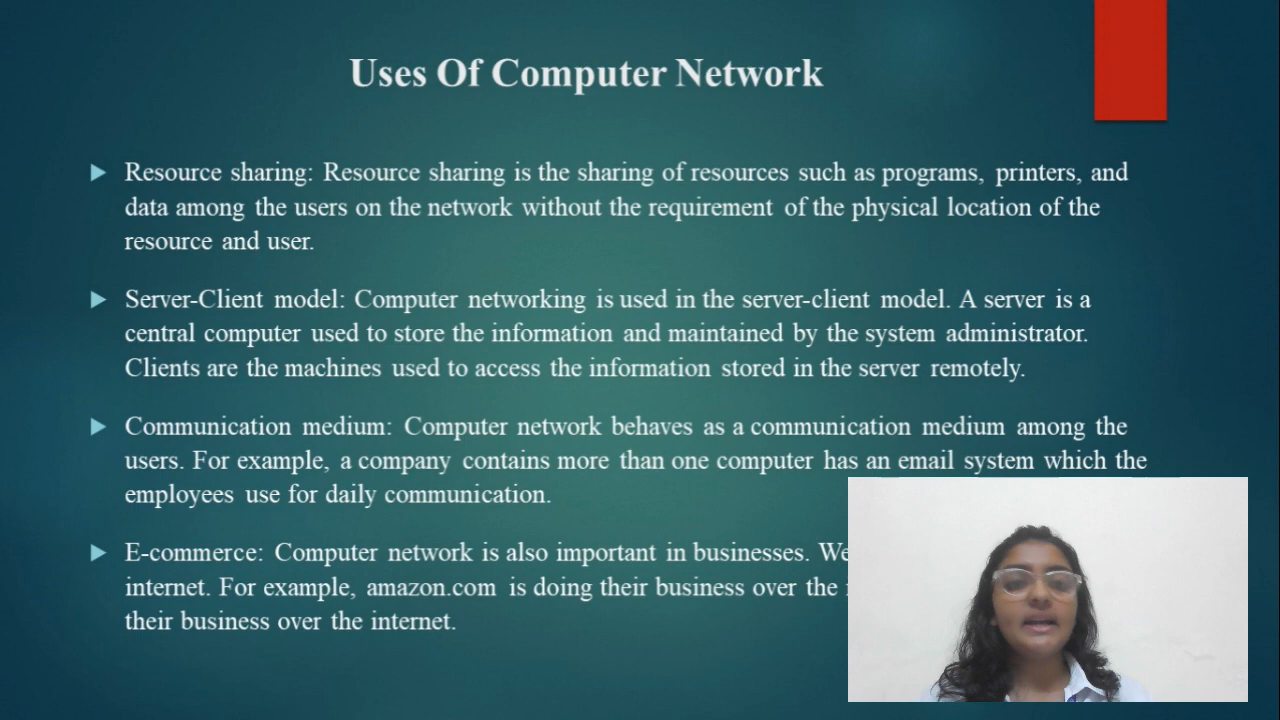 Uses Of Computer Network
Resource sharing: Resource sharing is the sharing of resources such as programs, printers, and
data among the users on the network without the requirement of the physical location of the
resource and user.
Server-Client model: Computer networking is used in the server-client model. A server is a
central computer used to store the information and maintained by the system administrator.
Clients are the machines used to access the information stored in the server remotely.
Communication medium: Computer network behaves as a communication medium among the
users. For example, a company contains more than one computer has an email system which the
employees use for daily communication.
E-commerce: Computer network is also important in businesses. We
internet. For example, amazon.com is doing their business over the
their business over the internet.